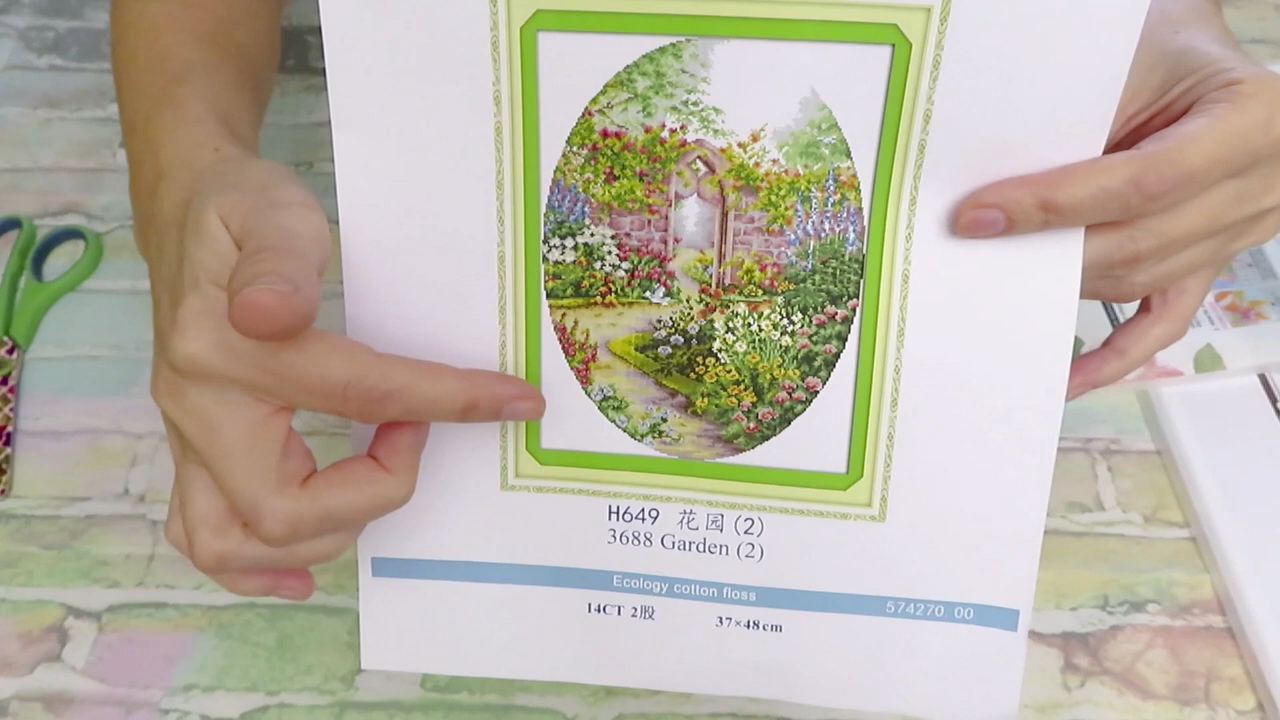 H649 花园 (2)
3688 Garden (2)
Ecology cotton floss 574270 00
14CT 2股 37×48cm